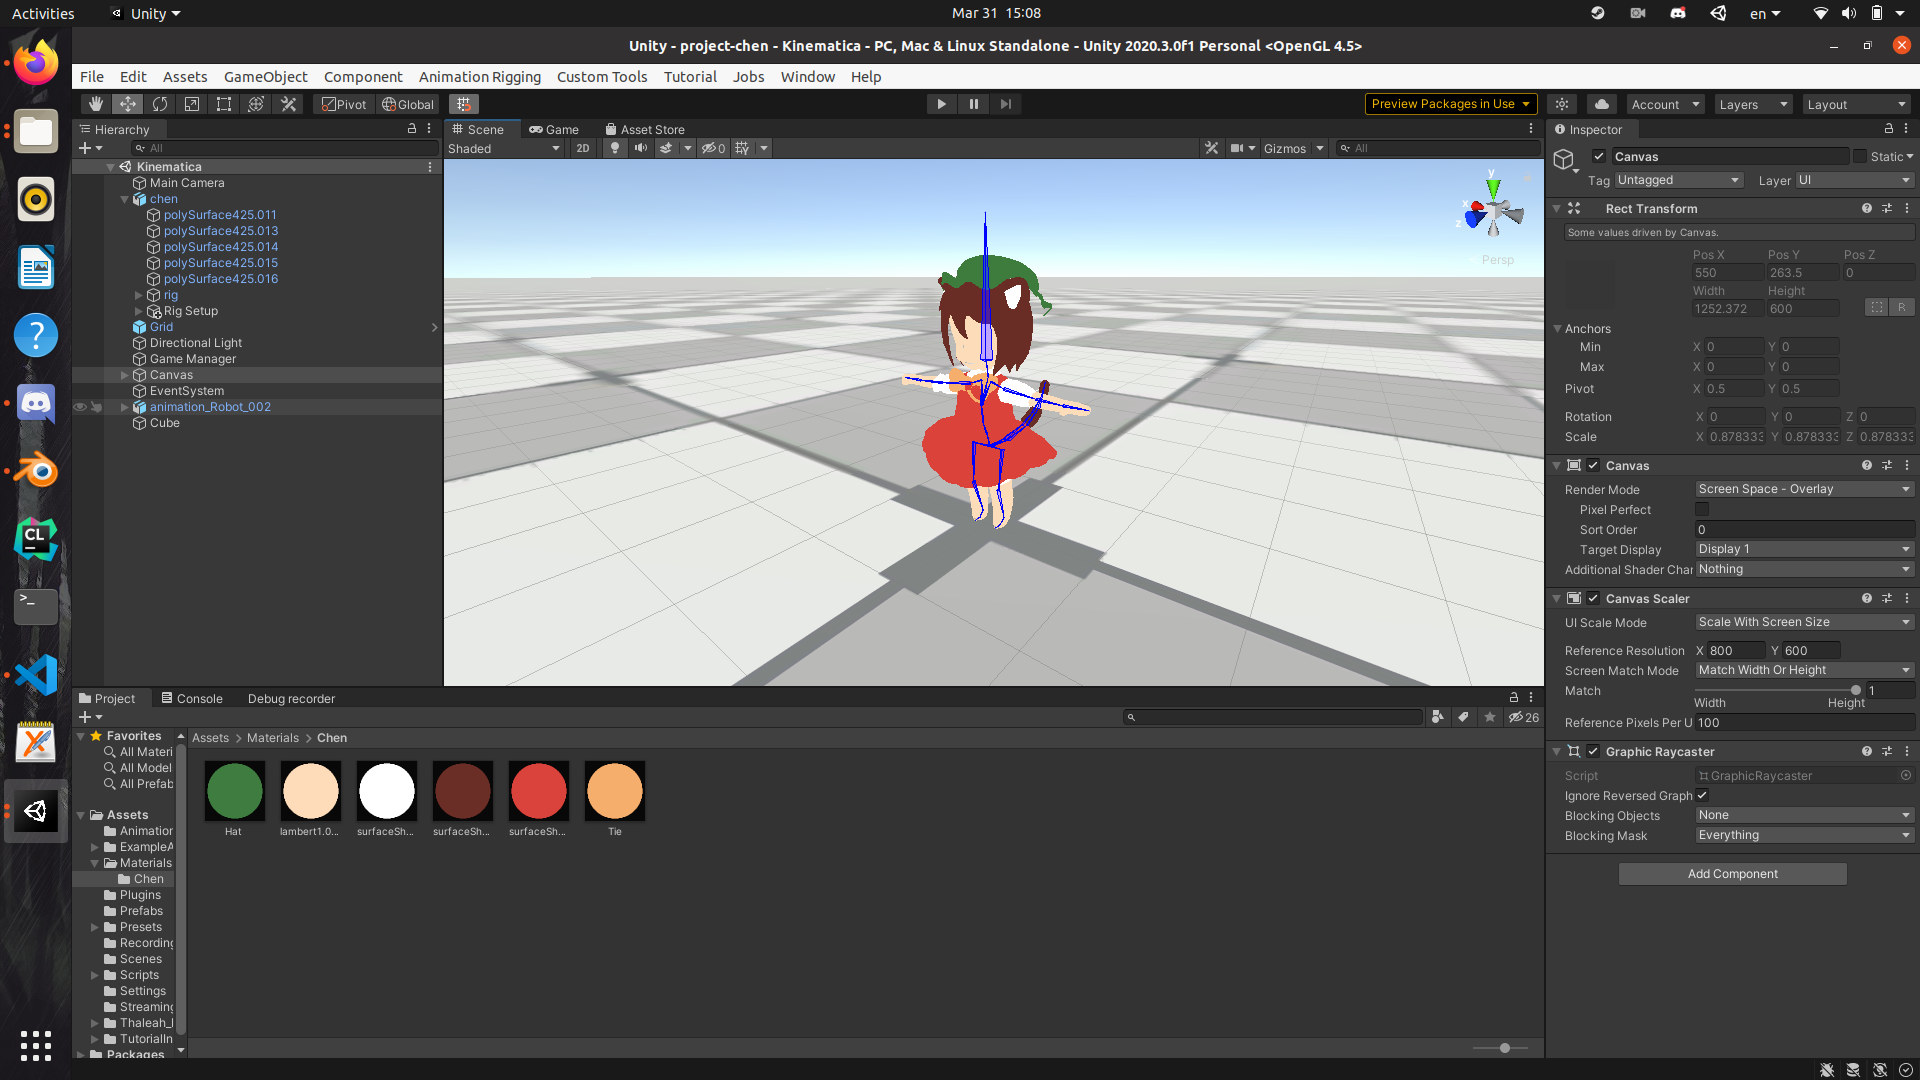 Activities
Unity
Mar 31 15:08
en
Unity - project-chen - Kinematica - PC, Mac & Linux Standalone - Unity 2020.3.0f1 Personal <OpenGL 4.5>
File Edit Assets GameObject Component Animation Rigging Custom Tools Tutorial Jobs Window Help
Pivot Global
Preview Packages in Use
Account Layers Layout
Hierarchy
All
Kinematica
Main Camera
chen
polySurface425.011
polySurface425.013
polySurface425.014
polySurface425.015
polySurface425.016
rig
Rig Setup
Grid
Directional Light
Game Manager
Canvas
EventSystem
animation_Robot_002
Cube
Scene Game Asset Store
Shaded 2D 0 Gizmos All
y
x
z
Persp
Inspector
Canvas Static
Tag Untagged Layer UI
Rect Transform
Some values driven by Canvas.
Pos X Pos Y Pos Z
550 263.5 0
Width Height
1252.372 600 R
Anchors
Min X 0 Y 0
Max X 0 Y 0
Pivot X 0.5 Y 0.5
Rotation X 0 Y 0 Z 0
Scale X 0.878333 Y 0.878333 Z 0.878333
Canvas
Render Mode Screen Space - Overlay
Pixel Perfect
Sort Order 0
Target Display Display 1
Additional Shader Char Nothing
Canvas Scaler
UI Scale Mode Scale With Screen Size
Reference Resolution X 800 Y 600
Screen Match Mode Match Width Or Height
Match 1
Width Height
Reference Pixels Per U 100
Graphic Raycaster
Script GraphicRaycaster
Ignore Reversed Graph
Blocking Objects None
Blocking Mask Everything
Add Component
Project Console Debug recorder
26
Favorites
All Materi
All Model
All Prefab
Assets
Animation
ExampleA
Materials
Chen
Plugins
Prefabs
Presets
Recording
Scenes
Scripts
Settings
Streaming
Thaleah_
TutorialIn
Packages
Assets > Materials > Chen
Hat lambert1.0... surfaceSh... surfaceSh... surfaceSh... Tie
CL
>_